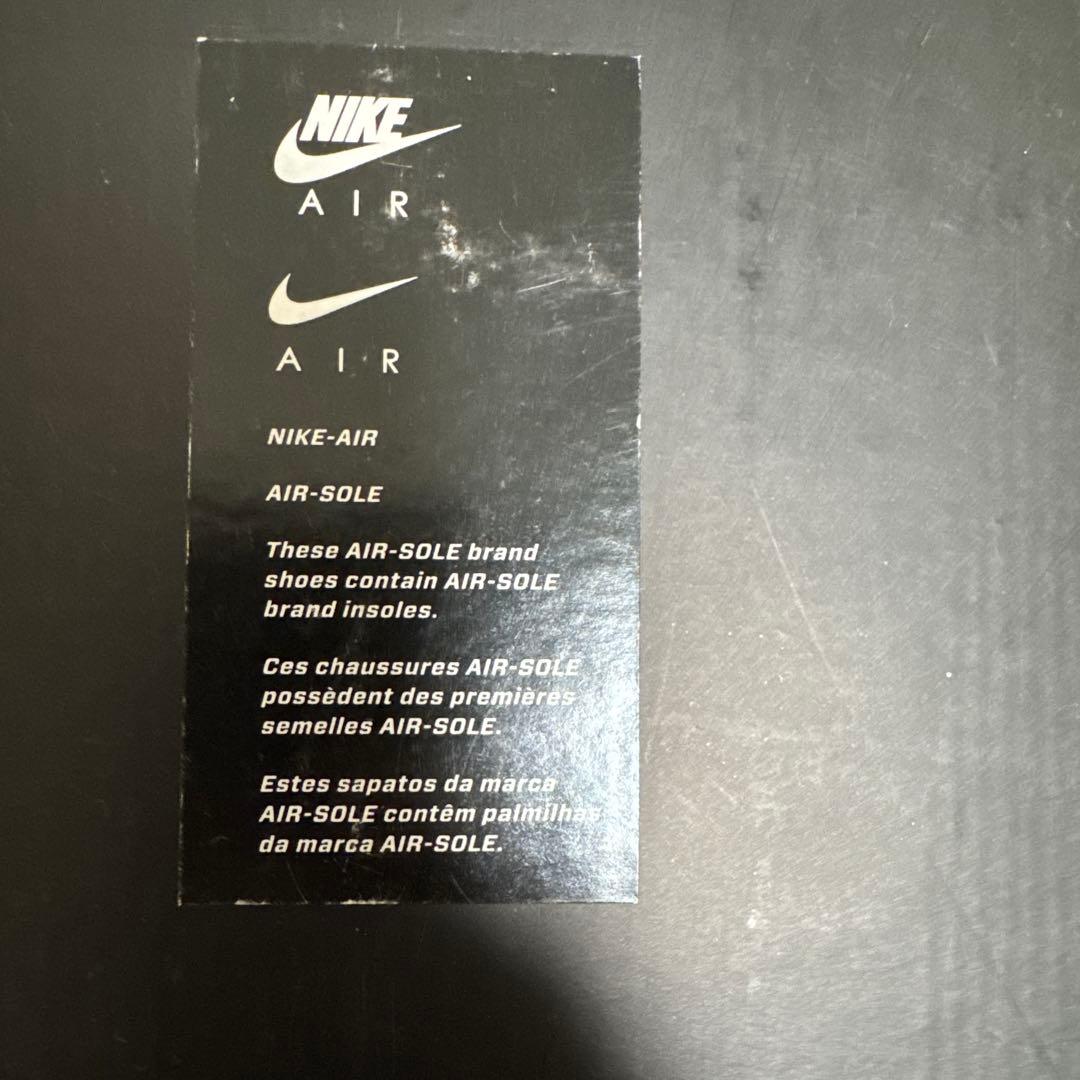 NIKE
AIR
AIR
NIKE-AIR
AIR-SOLE
These AIR-SOLE brand
shoes contain AIR-SOLE
brand insoles.
Ces chaussures AIR-SOLE
possèdent des premières
semelles AIR-SOLE.
Estes sapatos da marca
AIR-SOLE contêm palmilhas
da marca AIR-SOLE.